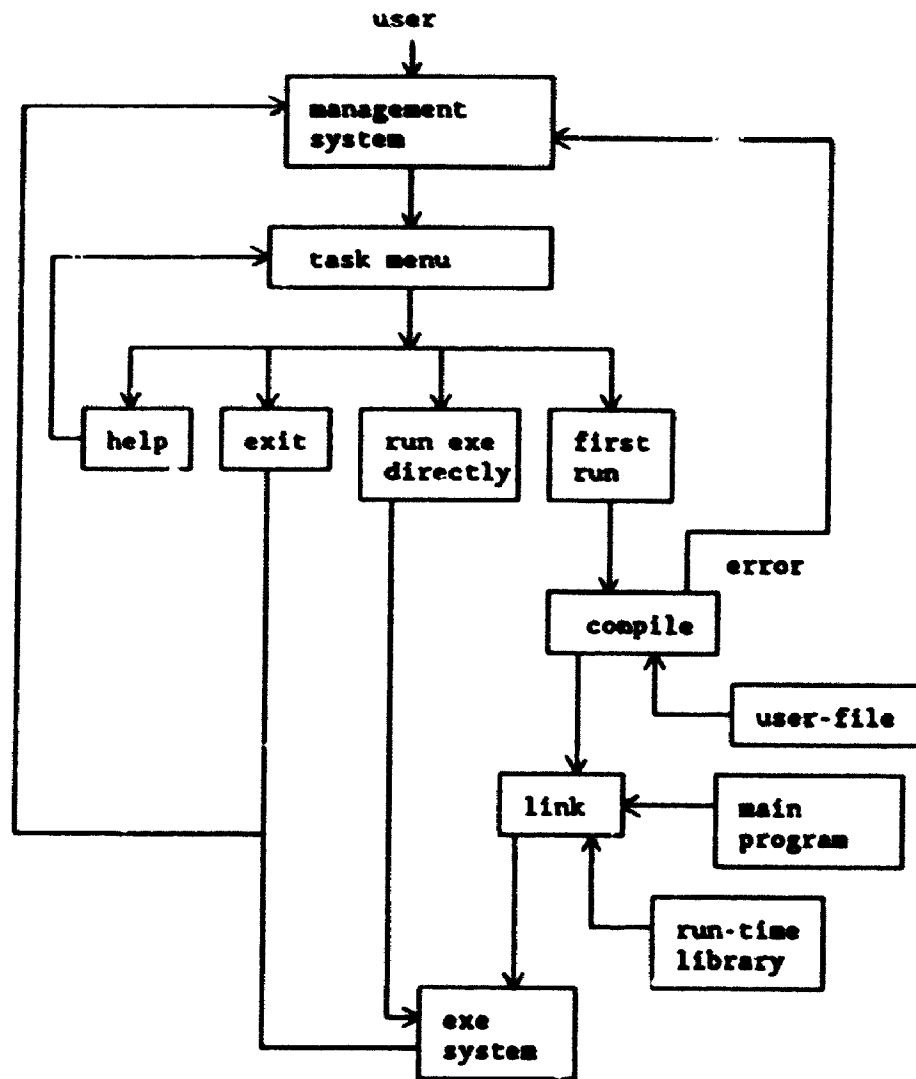 user
management
system
task menu
help
exit
run exe
directly
first
run
error
compile
user-file
link
main
program
run-time
library
exe
system